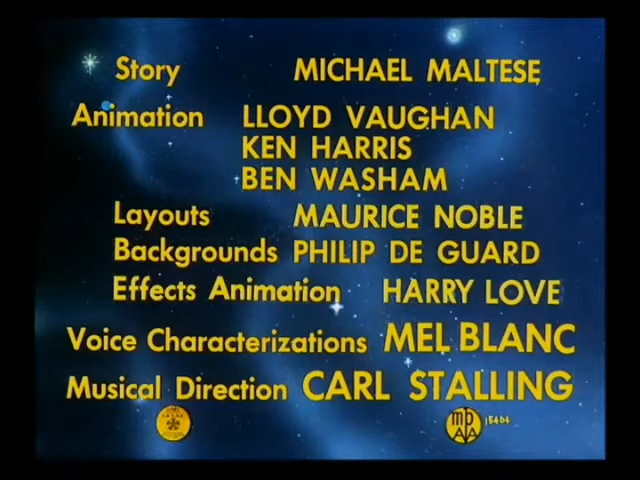 Story MICHAEL MALTESE
Animation LLOYD VAUGHAN
KEN HARRIS
BEN WASHAM
Layouts MAURICE NOBLE
Backgrounds PHILIP DE GUARD
Effects Animation HARRY LOVE
Voice Characterizations MEL BLANC
Musical Direction CARL STALLING